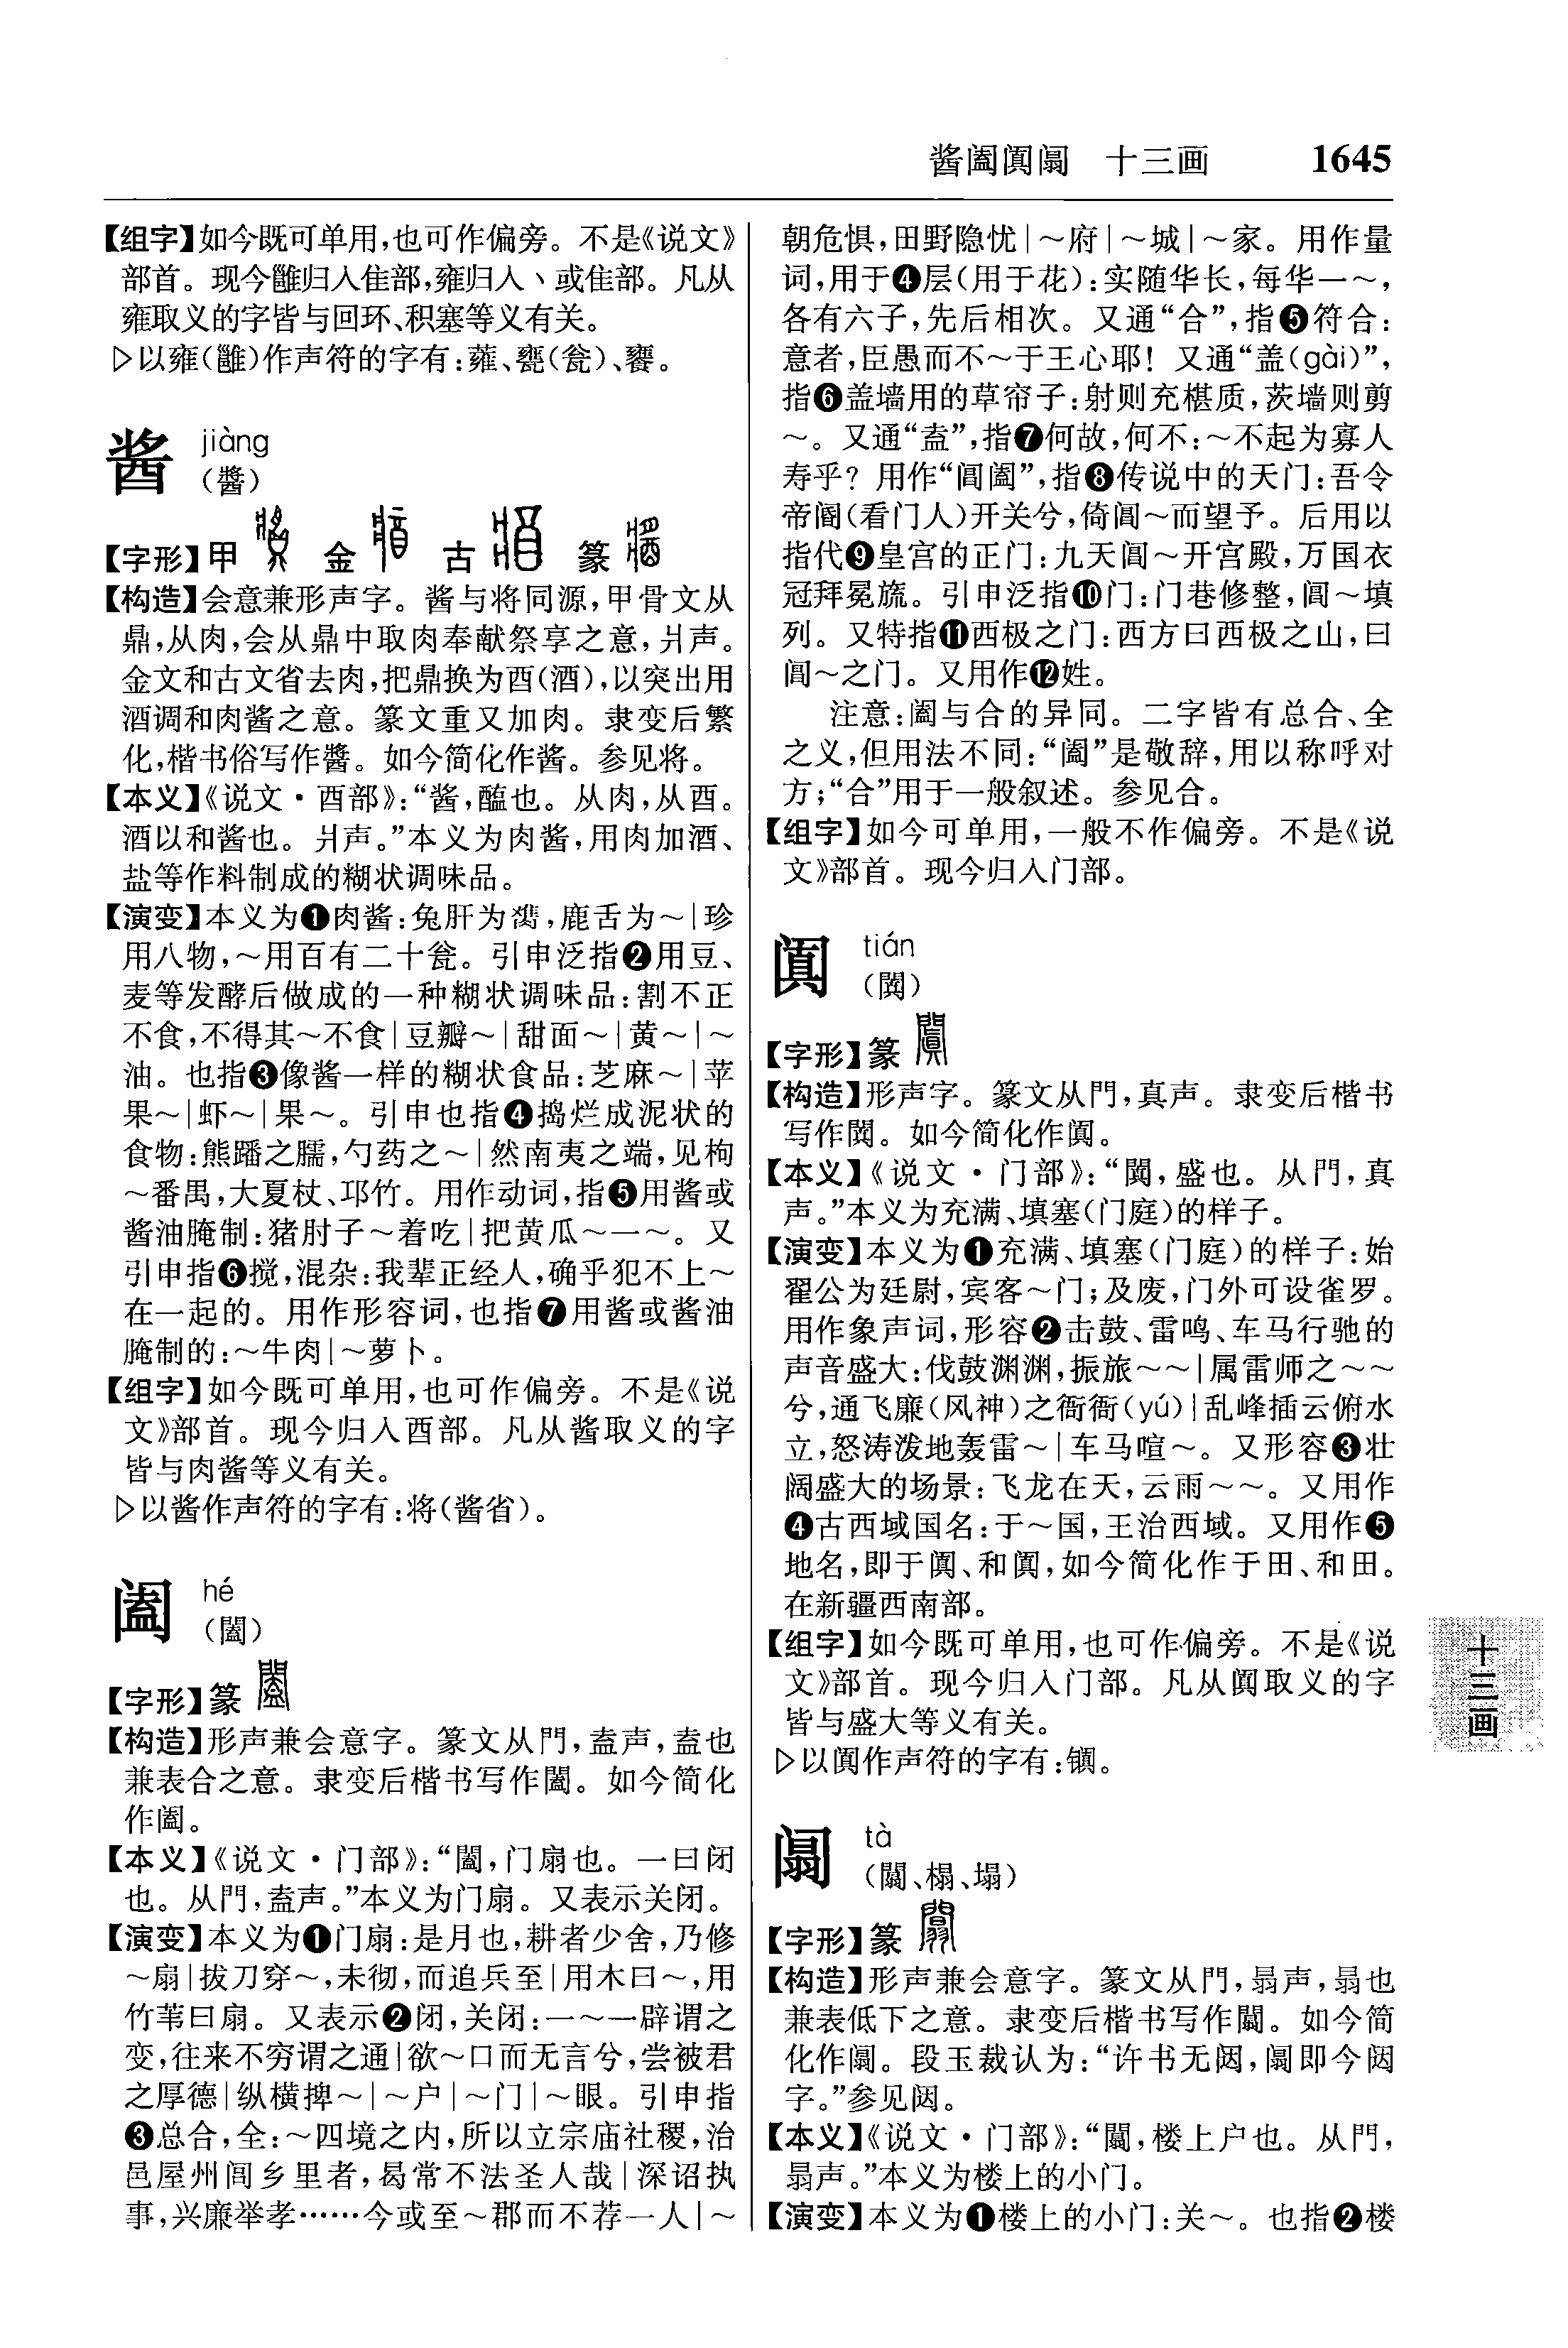 酱阖阗阘 十三画 1645
【组字】如今既可单用,也可作偏旁。不是《说文》
部首。现今雝归入隹部,雍归入丶或隹部。凡从
雍取义的字皆与回环、积塞等义有关。
▷以雍(雝)作声符的字有:蕹、甕(瓮)、饔。
酱 jiàng
(醬)
【字形】甲 金 古 篆
【构造】会意兼形声字。酱与将同源,甲骨文从
鼎,从肉,会从鼎中取肉奉献祭享之意,爿声。
金文和古文省去肉,把鼎换为酉(酒),以突出用
酒调和肉酱之意。篆文重又加肉。隶变后繁
化,楷书俗写作醬。如今简化作酱。参见将。
【本义】《说文·酉部》:“酱,醢也。从肉,从酉。
酒以和酱也。爿声。”本义为肉酱,用肉加酒、
盐等作料制成的糊状调味品。
【演变】本义为❶肉酱:兔肝为,鹿舌为~|珍
用八物,~用百有二十瓮。引申泛指❷用豆、
麦等发酵后做成的一种糊状调味品:割不正
不食,不得其~不食|豆瓣~|甜面~|黄~|~
油。也指❸像酱一样的糊状食品:芝麻~|苹
果~|虾~|果~。引申也指❹捣烂成泥状的
食物:熊蹯之臑,勺药之~|然南夷之端,见枸
~番禺,大夏杖、邛竹。用作动词,指❺用酱或
酱油腌制:猪肘子~着吃|把黄瓜~一~。又
引申指❻搅,混杂:我辈正经人,确乎犯不上~
在一起的。用作形容词,也指❼用酱或酱油
腌制的:~牛肉|~萝卜。
【组字】如今既可单用,也可作偏旁。不是《说
文》部首。现今归入酉部。凡从酱取义的字
皆与肉酱等义有关。
▷以酱作声符的字有:将(酱省)。
阖 hé
(闔)
【字形】篆
【构造】形声兼会意字。篆文从門,盍声,盍也
兼表合之意。隶变后楷书写作闔。如今简化
作阖。
【本义】《说文·门部》:“闔,门扇也。一曰闭
也。从門,盍声。”本义为门扇。又表示关闭。
【演变】本义为❶门扇:是月也,耕者少舍,乃修
~扇|拔刀穿~,未彻,而追兵至|用木曰~,用
竹苇曰扇。又表示❷闭,关闭:一~一辟谓之
变,往来不穷谓之通|欲~口而无言兮,尝被君
之厚德|纵横捭~|~户|~门|~眼。引申指
❸总合,全:~四境之内,所以立宗庙社稷,治
邑屋州闾乡里者,曷常不法圣人哉|深诏执
事,兴廉举孝……今或至~郡而不荐一人|~
朝危惧,田野隐忧|~府|~城|~家。用作量
词,用于❹层(用于花):实随华长,每华一~,
各有六子,先后相次。又通“合”,指❺符合:
意者,臣愚而不~于王心耶!又通“盖(gài)”,
指❻盖墙用的草帘子:射则充椹质,茨墙则剪
~。又通“盍”,指❼何故,何不:~不起为寡人
寿乎?用作“阊阖”,指❽传说中的天门:吾令
帝阍(看门人)开关兮,倚阊~而望予。后用以
指代❾皇宫的正门:九天阊~开宫殿,万国衣
冠拜冕旒。引申泛指❿门:门巷修整,闾~填
列。又特指⓫西极之门:西方曰西极之山,曰
阊~之门。又用作⓬姓。
注意:阖与合的异同。二字皆有总合、全
之义,但用法不同:“阖”是敬辞,用以称呼对
方;“合”用于一般叙述。参见合。
【组字】如今可单用,一般不作偏旁。不是《说
文》部首。现今归入门部。
阗 tián
(闐)
【字形】篆
【构造】形声字。篆文从門,真声。隶变后楷书
写作闐。如今简化作阗。
【本义】《说文·门部》:“闐,盛也。从門,真
声。”本义为充满、填塞(门庭)的样子。
【演变】本义为❶充满、填塞(门庭)的样子:始
翟公为廷尉,宾客~门;及废,门外可设雀罗。
用作象声词,形容❷击鼓、雷鸣、车马行驰的
声音盛大:伐鼓渊渊,振旅~~|属雷师之~~
兮,通飞廉(风神)之衙衙(yú)|乱峰插云俯水
立,怒涛泼地轰雷~|车马喧~。又形容❸壮
阔盛大的场景:飞龙在天,云雨~~。又用作
❹古西域国名:于~国,王治西域。又用作❺
地名,即于阗、和阗,如今简化作于田、和田。
在新疆西南部。
【组字】如今既可单用,也可作偏旁。不是《说
文》部首。现今归入门部。凡从阗取义的字
皆与盛大等义有关。
▷以阗作声符的字有:𫔍。
阘 tà
(闒、榻、塌)
【字形】篆
【构造】形声兼会意字。篆文从門,弱声,弱也
兼表低下之意。隶变后楷书写作闒。如今简
化作阘。段玉裁认为:“许书无闼,阘即今闼
字。”参见闼。
【本义】《说文·门部》:“闒,楼上户也。从門,
弱声。”本义为楼上的小门。
【演变】本义为❶楼上的小门:关~。也指❷楼
十三画